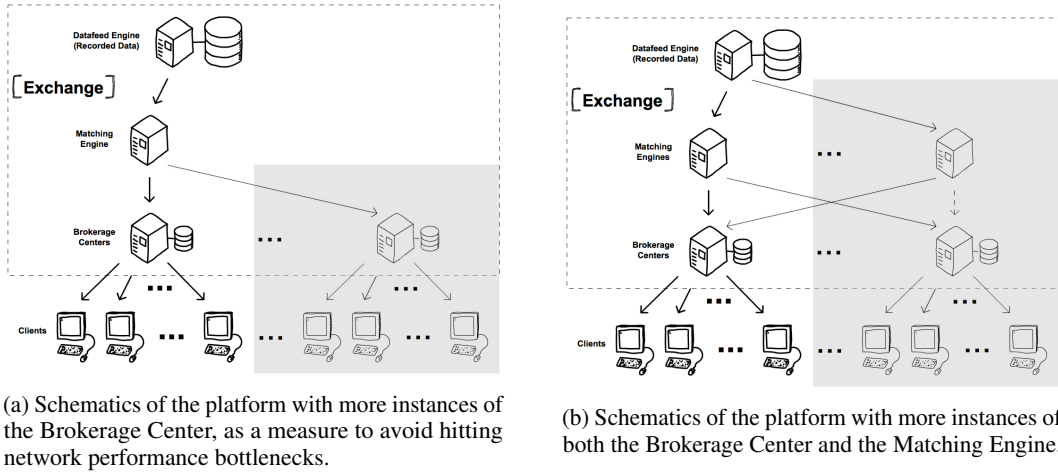 Datafeed Engine
(Recorded Data)
[Exchange]
Matching
Engine
Brokerage
Centers
...
...
...
Clients
...
...
...
(a) Schematics of the platform with more instances of
the Brokerage Center, as a measure to avoid hitting
network performance bottlenecks.
Datafeed Engine
(Recorded Data)
[Exchange]
Matching
Engines
...
Brokerage
Centers
...
...
...
Clients
...
...
...
(b) Schematics of the platform with more instances of
both the Brokerage Center and the Matching Engine.